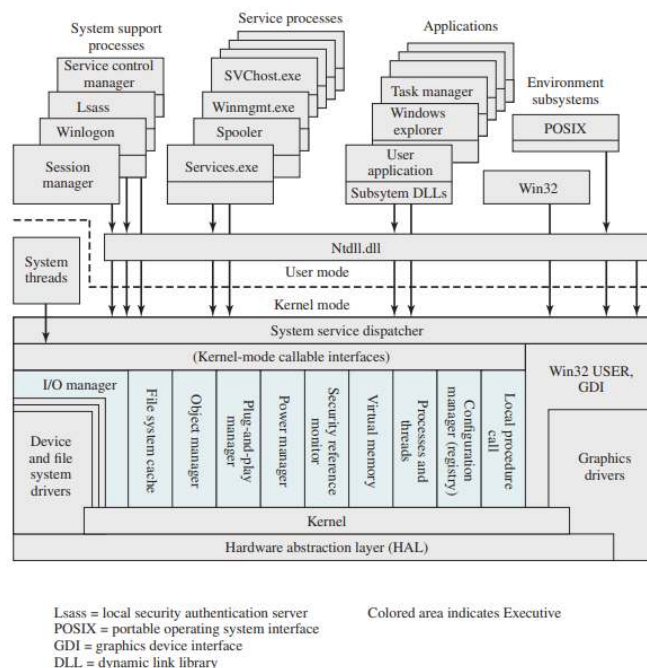 System support
processes
Service processes
Applications
Environment
subsystems
Service control
manager
Lsass
Winlogon
Session
manager
SVChost.exe
Winmgmt.exe
Spooler
Services.exe
Task manager
Windows
explorer
User
application
Subsytem DLLs
POSIX
Win32
System
threads
Ntdll.dll
User mode
Kernel mode
System service dispatcher
(Kernel-mode callable interfaces)
I/O manager
Device
and file
system
drivers
File system cache
Object manager
Plug-and-play
manager
Power manager
Security reference
monitor
Virtual memory
Processes and
threads
Configuration
manager (registry)
Local procedure
call
Win32 USER,
GDI
Graphics
drivers
Kernel
Hardware abstraction layer (HAL)
Lsass = local security authentication server
POSIX = portable operating system interface
GDI = graphics device interface
DLL = dynamic link library
Colored area indicates Executive